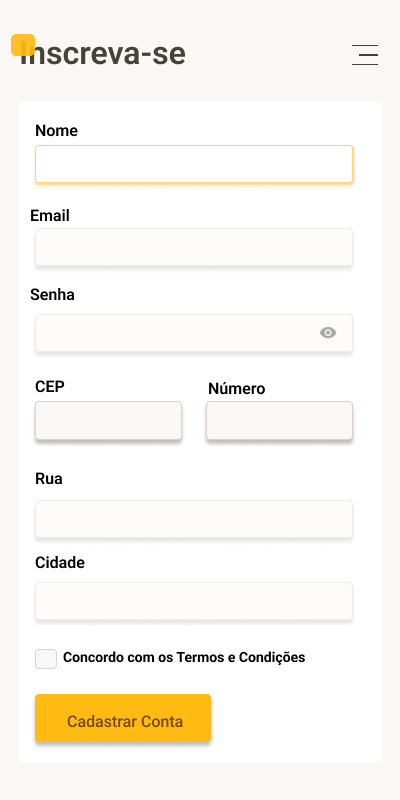 Inscreva-se
Nome
Email
Senha
CEP
Número
Rua
Cidade
Concordo com os Termos e Condições
Cadastrar Conta